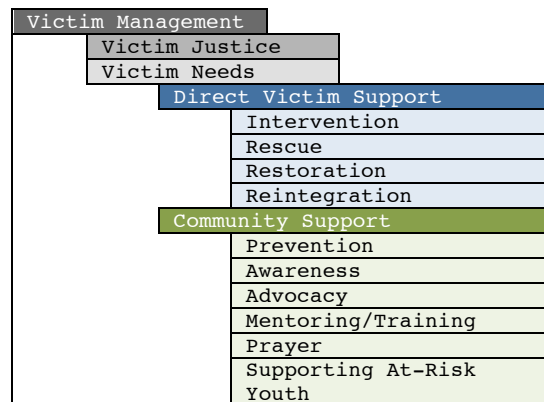 Victim Management
Victim Justice
Victim Needs
Direct Victim Support
Intervention
Rescue
Restoration
Reintegration
Community Support
Prevention
Awareness
Advocacy
Mentoring/Training
Prayer
Supporting At-Risk
Youth